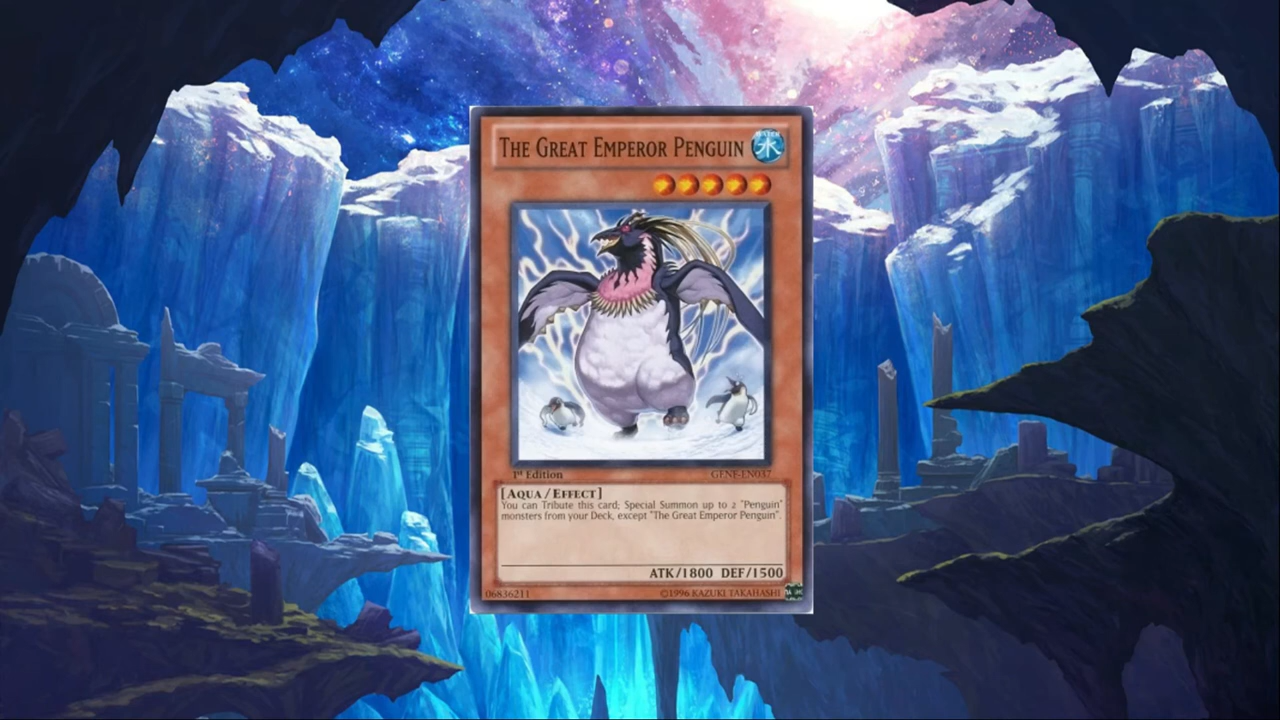 THE GREAT EMPEROR PENGUIN
WATER
水
1st Edition
GENF-EN037
[AQUA/EFFECT]
You can Tribute this card; Special Summon up to 2 "Penguin"
monsters from your Deck, except "The Great Emperor Penguin".
ATK/1800 DEF/1500
06836211
©1996 KAZUKI TAKAHASHI